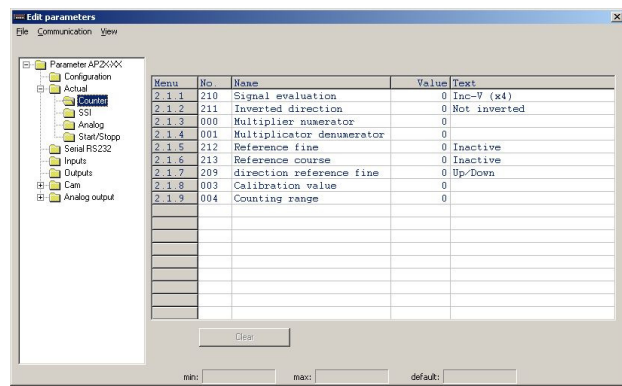 Edit parameters
File Communication View
Parameter APZXXX
Configuration
Actual
Counter
SSI
Analog
Start/Stopp
Serial RS232
Inputs
Outputs
Cam
Analog output
Menu No. Name Value Text
2.1.1 210 Signal evaluation 0 Inc-V (x4)
2.1.2 211 Inverted direction 0 Not inverted
2.1.3 000 Multiplier numerator 0
2.1.4 001 Multiplicator denumerator 0
2.1.5 212 Reference fine 0 Inactive
2.1.6 213 Reference course 0 Inactive
2.1.7 209 direction reference fine 0 Up/Down
2.1.8 003 Calibration value 0
2.1.9 004 Counting range 0
Clear
min: max: default: